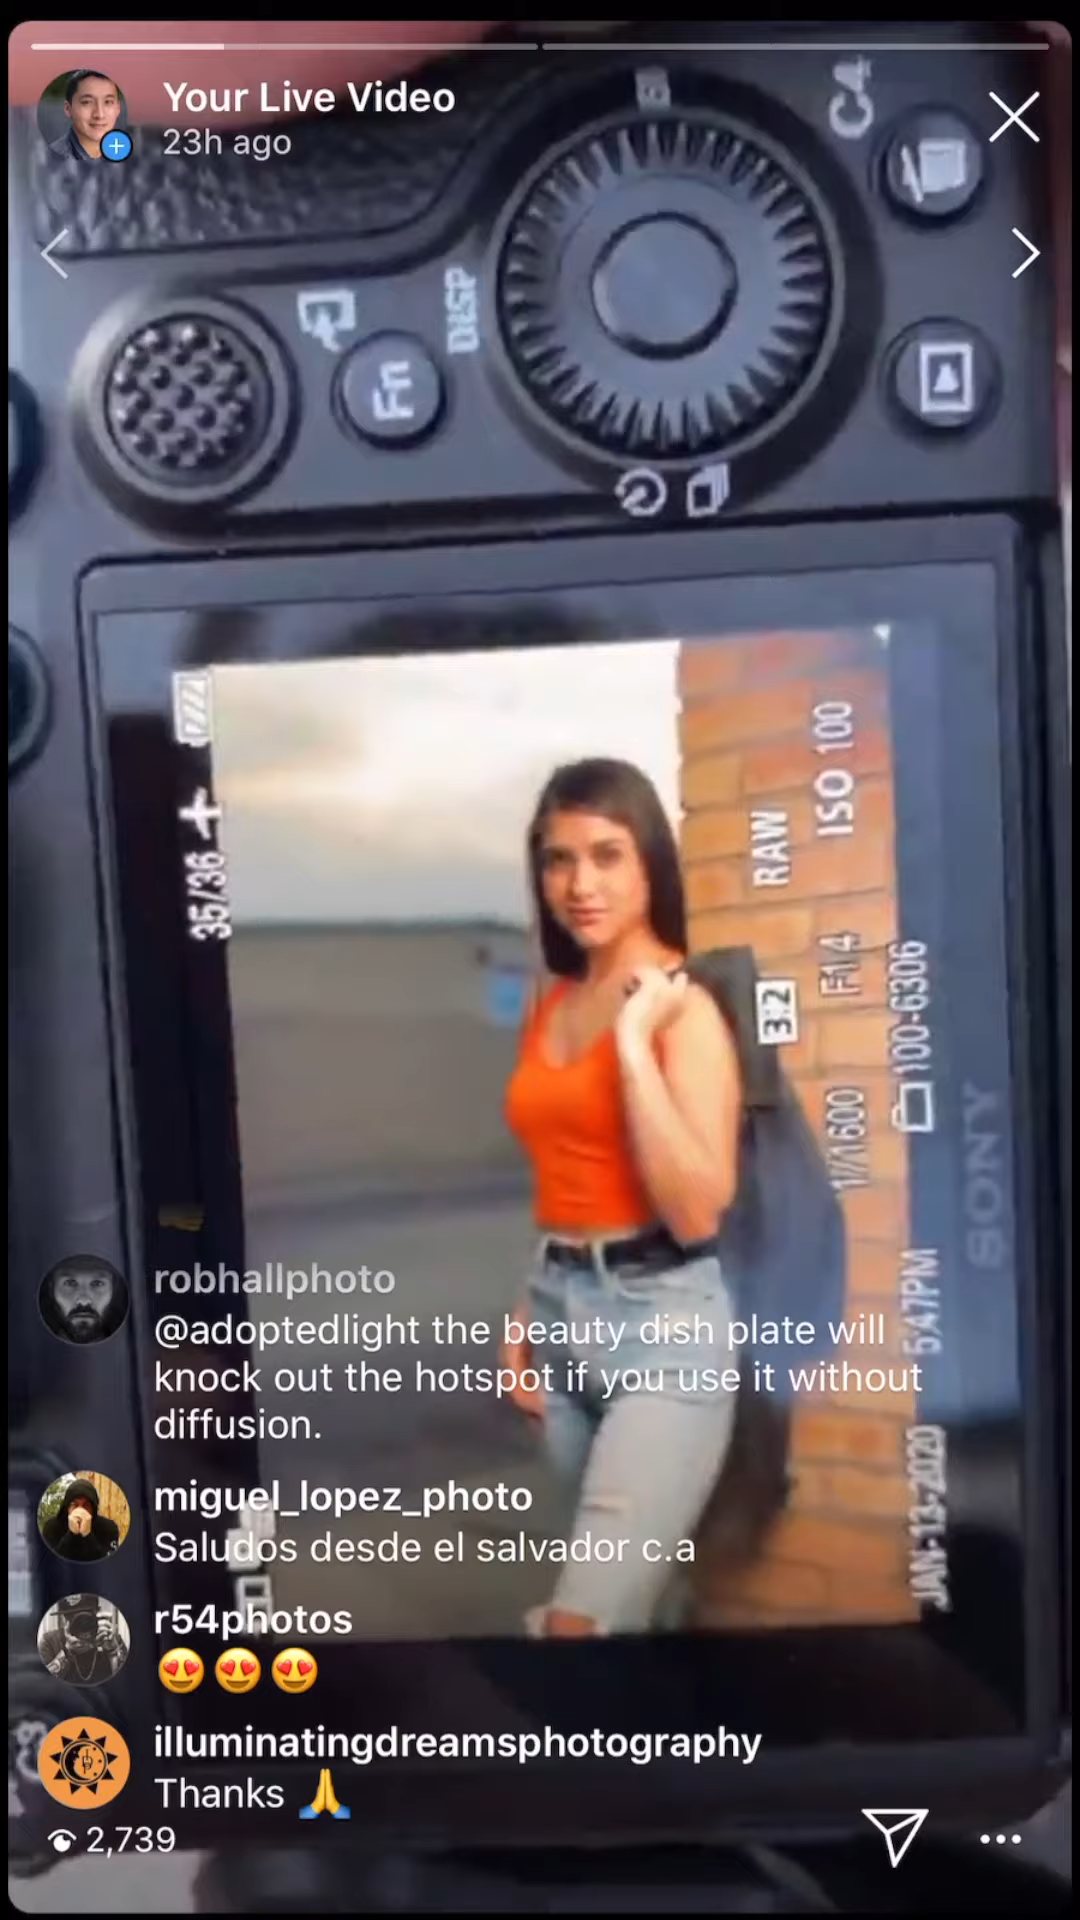 Your Live Video
23h ago
C4
DISP
Fn
35/36
RAW
ISO 100
3:2
F1.4
1/1600
100-6306
SONY
5:47PM
JAN-13-2020
C3
robhallphoto
@adoptedlight the beauty dish plate will
knock out the hotspot if you use it without
diffusion.
miguel_lopez_photo
Saludos desde el salvador c.a
r54photos
😍😍😍
illuminatingdreamsphotography
Thanks 🙏
2,739